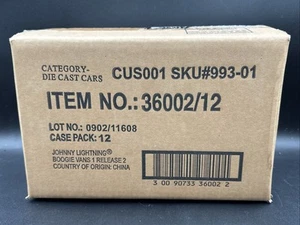 CATEGORY-
DIE CAST CARS
CUS001 SKU#993-01
ITEM NO.: 36002/12
LOT NO.: 0902/11608
CASE PACK: 12
JOHNNY LIGHTNING®
BOOGIE VANS 1 RELEASE 2
COUNTRY OF ORIGIN: CHINA
3 00 90733 36002 2